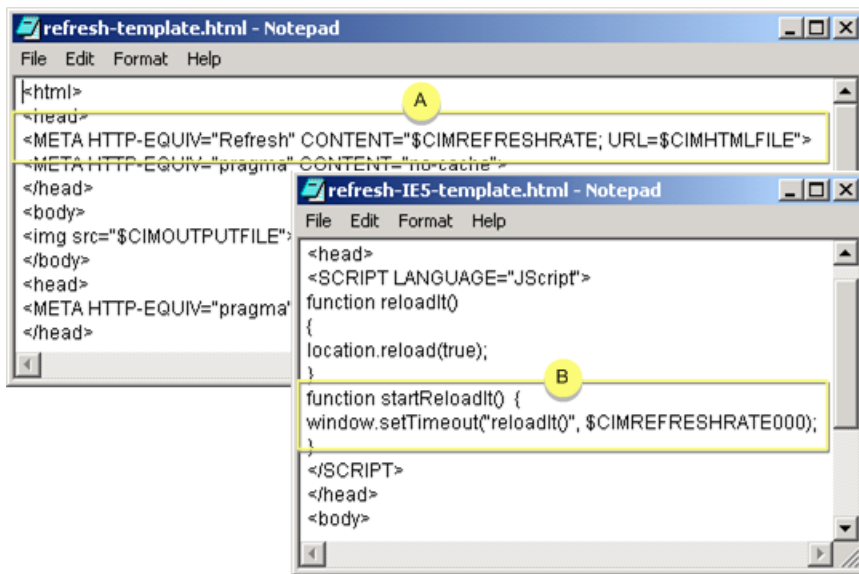 refresh-template.html - Notepad
File Edit Format Help
<html>
A
<head>
<META HTTP-EQUIV="Refresh" CONTENT="$CIMREFRESHRATE; URL=$CIMHTMLFILE">
<META HTTP-EQUIV="pragma" CONTENT="no-cache">
</head>
<body>
<img src="$CIMOUTPUTFILE">
</body>
<head>
<META HTTP-EQUIV="pragma"
</head>
refresh-IE5-template.html - Notepad
File Edit Format Help
<head>
<SCRIPT LANGUAGE="JScript">
function reloadIt()
{
location.reload(true);
}
B
function startReloadIt() {
window.setTimeout("reloadIt()", $CIMREFRESHRATE000);
}
</SCRIPT>
</head>
<body>